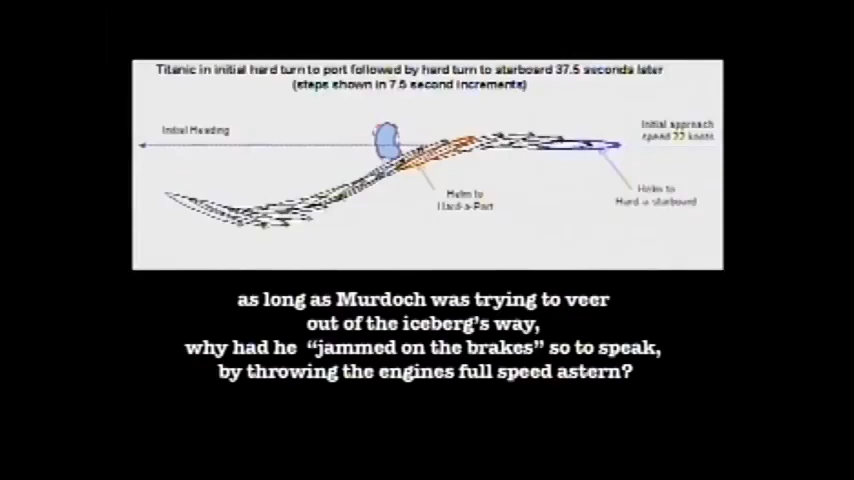 Titanic in initial hard turn to port followed by hard turn to starboard 37.5 seconds later
(steps shown in 7.5 second increments)
Initial Heading
Initial approach
speed 22 knots
Helm to
Hard-a-Port
Helm to
Hard-a-starboard
as long as Murdoch was trying to veer
out of the iceberg's way,
why had he "jammed on the brakes" so to speak,
by throwing the engines full speed astern?